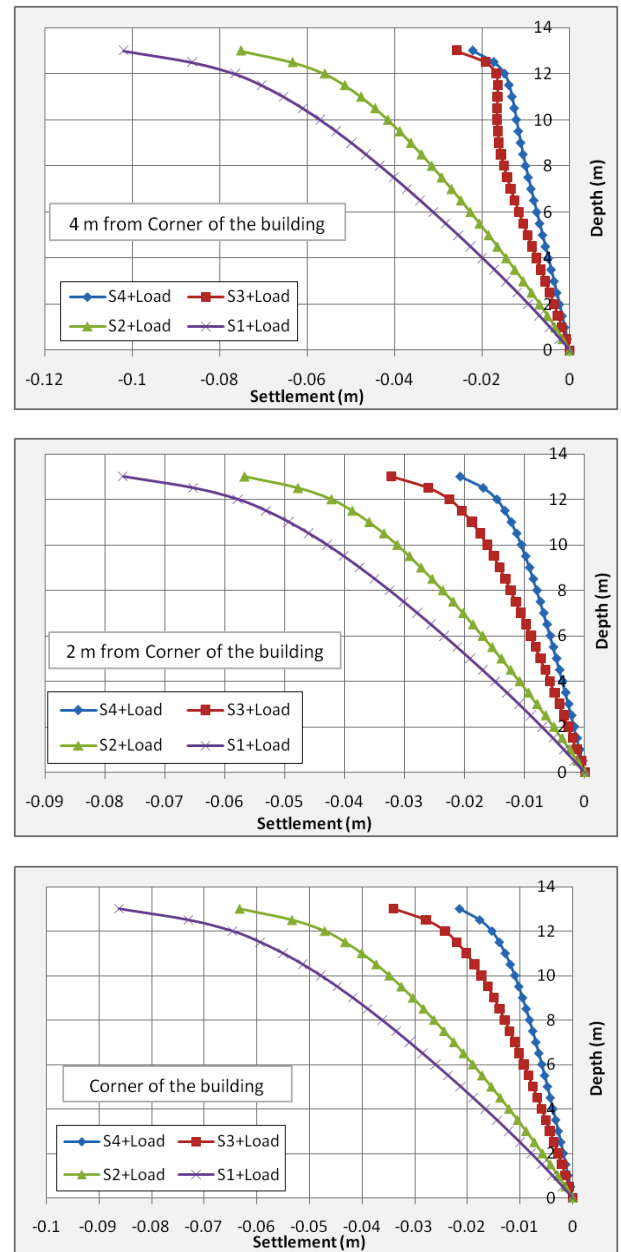 14
12
10
8
6
4
2
0
Depth (m)
4 m from Corner of the building
S4+Load S3+Load
S2+Load S1+Load
-0.12 -0.1 -0.08 -0.06 -0.04 -0.02 0
Settlement (m)
14
12
10
8
6
4
2
0
Depth (m)
2 m from Corner of the building
S4+Load S3+Load
S2+Load S1+Load
-0.09 -0.08 -0.07 -0.06 -0.05 -0.04 -0.03 -0.02 -0.01 0
Settlement (m)
14
12
10
8
6
4
2
0
Depth (m)
Corner of the building
S4+Load S3+Load
S2+Load S1+Load
-0.1 -0.09 -0.08 -0.07 -0.06 -0.05 -0.04 -0.03 -0.02 -0.01 0
Settlement (m)